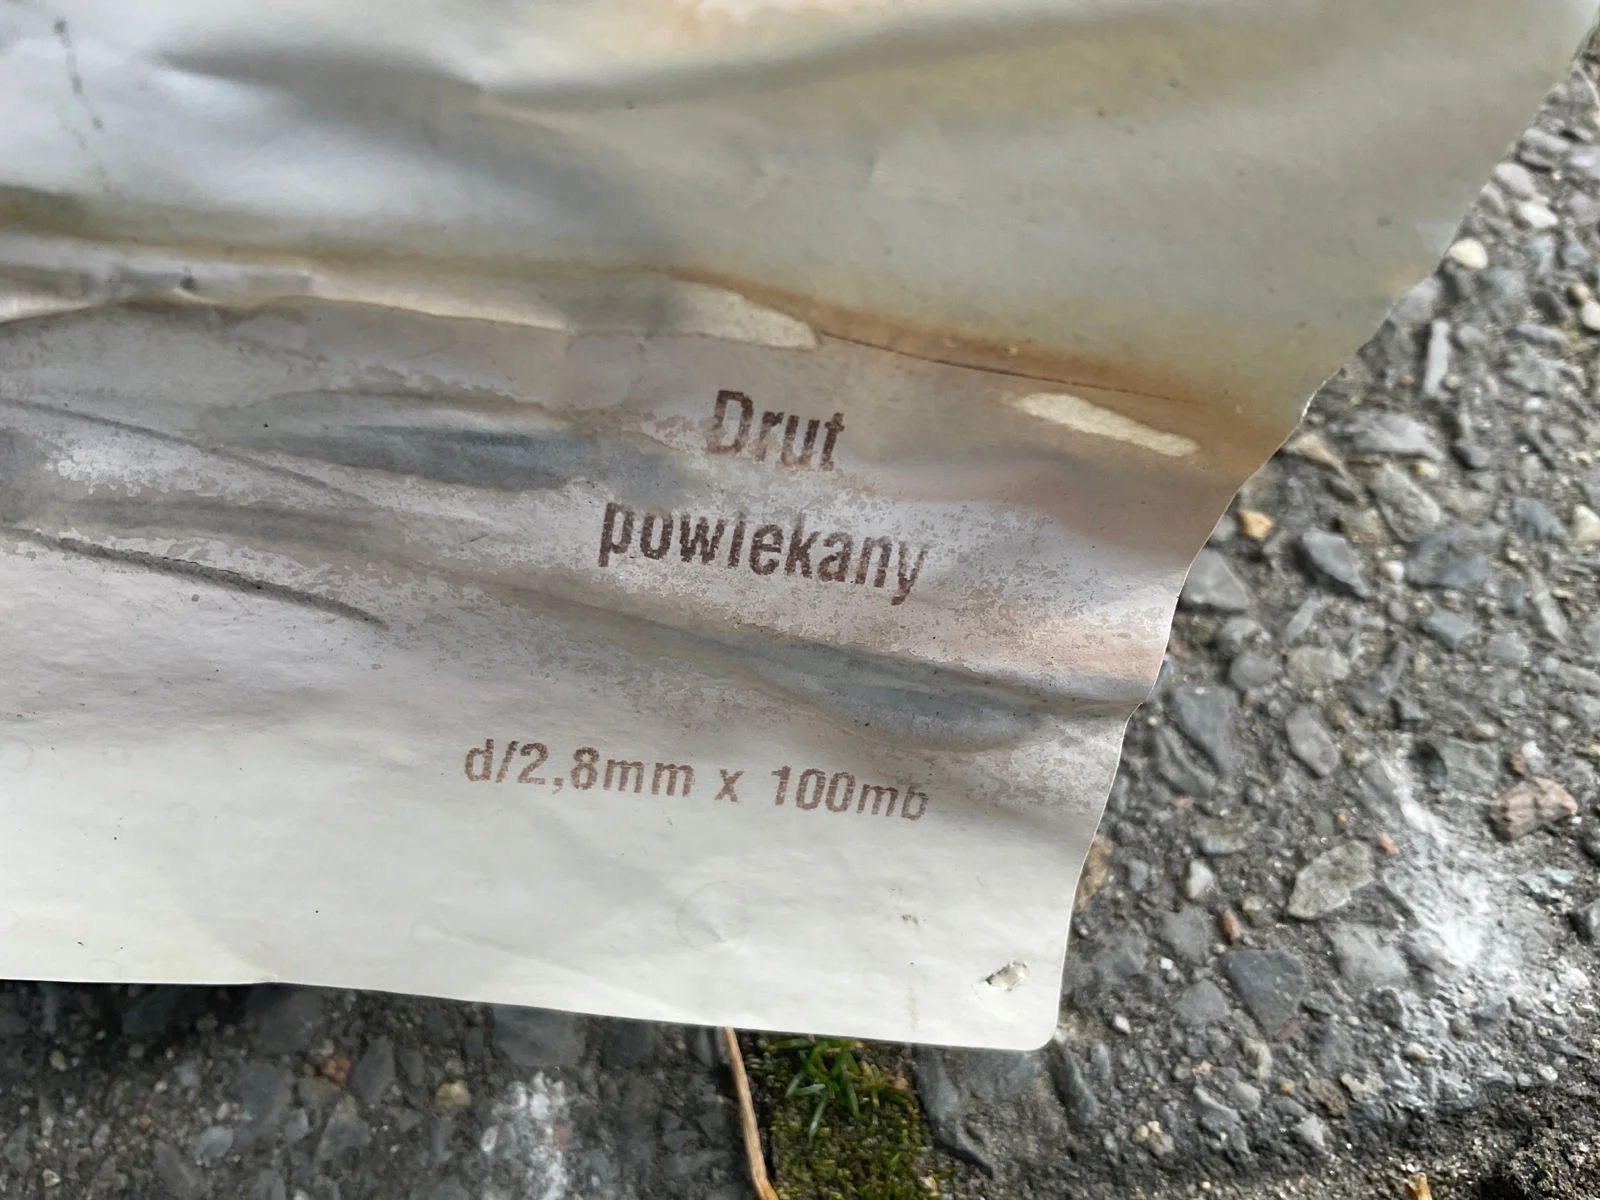 Drut
powlekany
d/2,8mm x 100mb